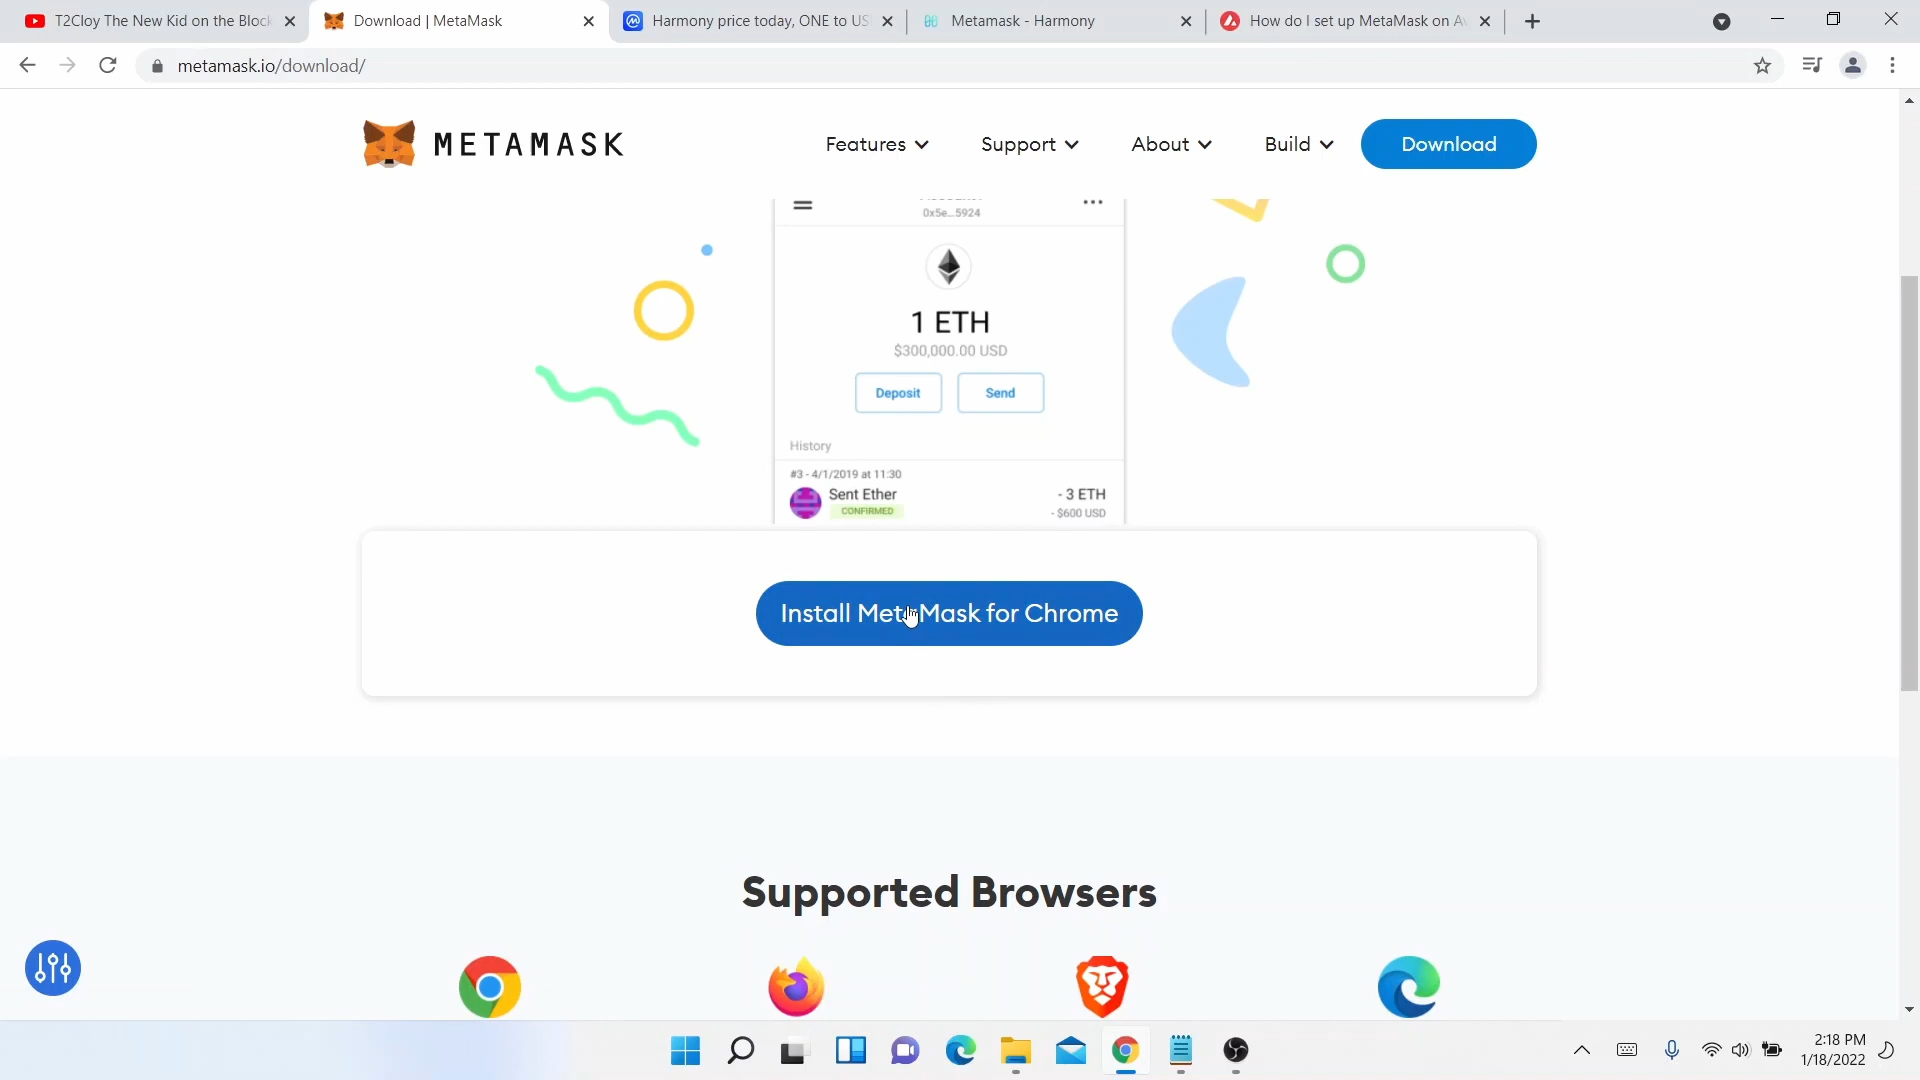 T2Cloy The New Kid on the Block
Download | MetaMask
Harmony price today, ONE to US
Metamask - Harmony
How do I set up MetaMask on Av
metamask.io/download/
METAMASK
Features
Support
About
Build
Download
0x5e...5924
1 ETH
$300,000.00 USD
Deposit
Send
History
#3 - 4/1/2019 at 11:30
Sent Ether
- 3 ETH
CONFIRMED
- $600 USD
Install MetaMask for Chrome
Supported Browsers
2:18 PM
1/18/2022